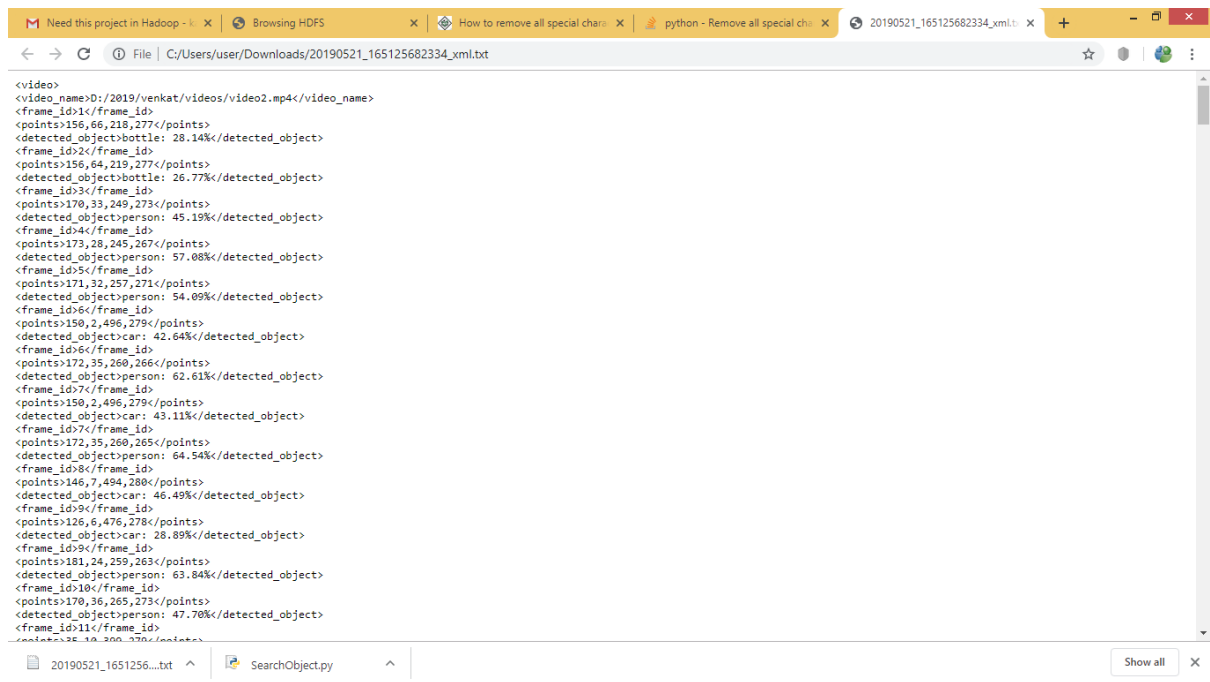 Need this project in Hadoop - k
Browsing HDFS
How to remove all special chara
python - Remove all special cha
20190521_165125682334_xml.t
File | C:/Users/user/Downloads/20190521_165125682334_xml.txt
<video>
<video_name>D:/2019/venkat/videos/video2.mp4</video_name>
<frame_id>1</frame_id>
<points>156,66,218,277</points>
<detected_object>bottle: 28.14%</detected_object>
<frame_id>2</frame_id>
<points>156,64,219,277</points>
<detected_object>bottle: 26.77%</detected_object>
<frame_id>3</frame_id>
<points>170,33,249,273</points>
<detected_object>person: 45.19%</detected_object>
<frame_id>4</frame_id>
<points>173,28,245,267</points>
<detected_object>person: 57.08%</detected_object>
<frame_id>5</frame_id>
<points>171,32,257,271</points>
<detected_object>person: 54.09%</detected_object>
<frame_id>6</frame_id>
<points>150,2,496,279</points>
<detected_object>car: 42.64%</detected_object>
<frame_id>6</frame_id>
<points>172,35,260,266</points>
<detected_object>person: 62.61%</detected_object>
<frame_id>7</frame_id>
<points>150,2,496,279</points>
<detected_object>car: 43.11%</detected_object>
<frame_id>7</frame_id>
<points>172,35,260,265</points>
<detected_object>person: 64.54%</detected_object>
<frame_id>8</frame_id>
<points>146,7,494,280</points>
<detected_object>car: 46.49%</detected_object>
<frame_id>9</frame_id>
<points>126,6,476,278</points>
<detected_object>car: 28.89%</detected_object>
<frame_id>9</frame_id>
<points>181,24,259,263</points>
<detected_object>person: 63.84%</detected_object>
<frame_id>10</frame_id>
<points>170,36,265,273</points>
<detected_object>person: 47.70%</detected_object>
<frame_id>11</frame_id>
<points>35,10,399,279</points>
20190521_1651256....txt
SearchObject.py
Show all